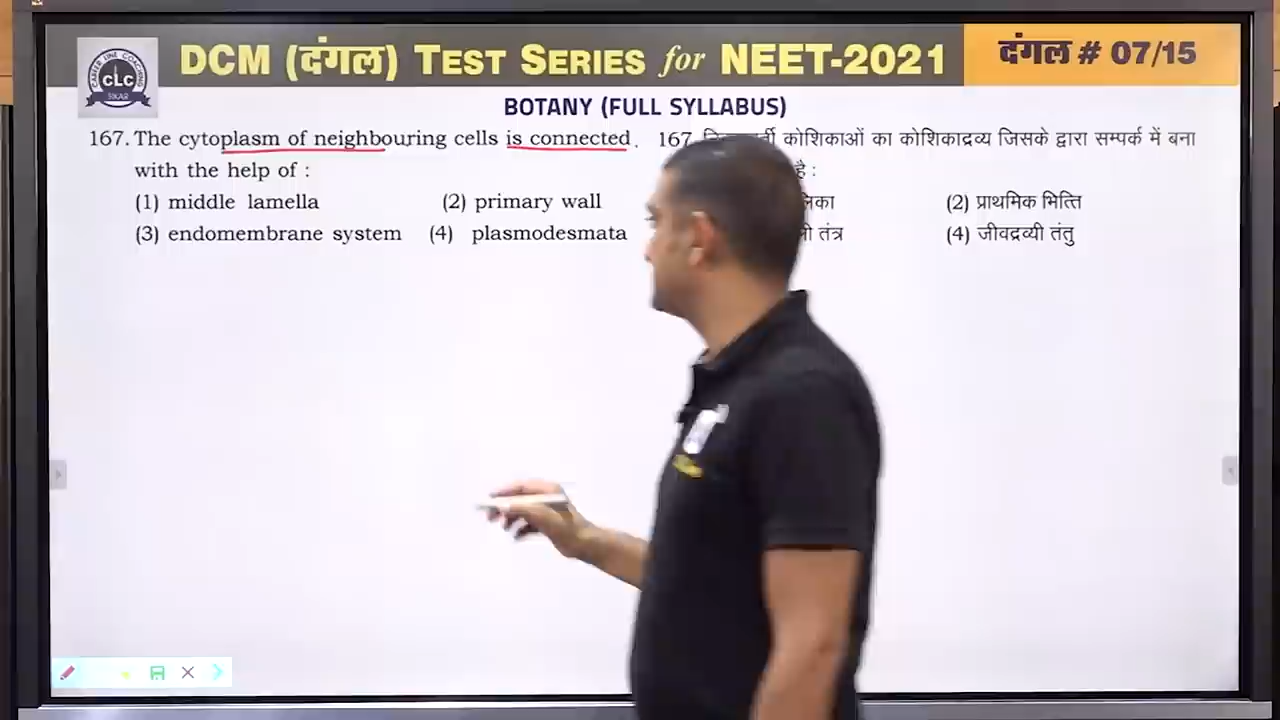 DCM (दंगल) TEST SERIES for NEET-2021
दंगल # 07/15
CAREER LINE COACHING
CLC
SIKAR
BOTANY (FULL SYLLABUS)
167. The cytoplasm of neighbouring cells is connected
with the help of :
(1) middle lamella (2) primary wall
(3) endomembrane system (4) plasmodesmata
167. कोशिकाओं का कोशिकाद्रव्य जिसके द्वारा सम्पर्क में बना
है :
(2) प्राथमिक भित्ति
तंत्र (4) जीवद्रव्यी तंतु